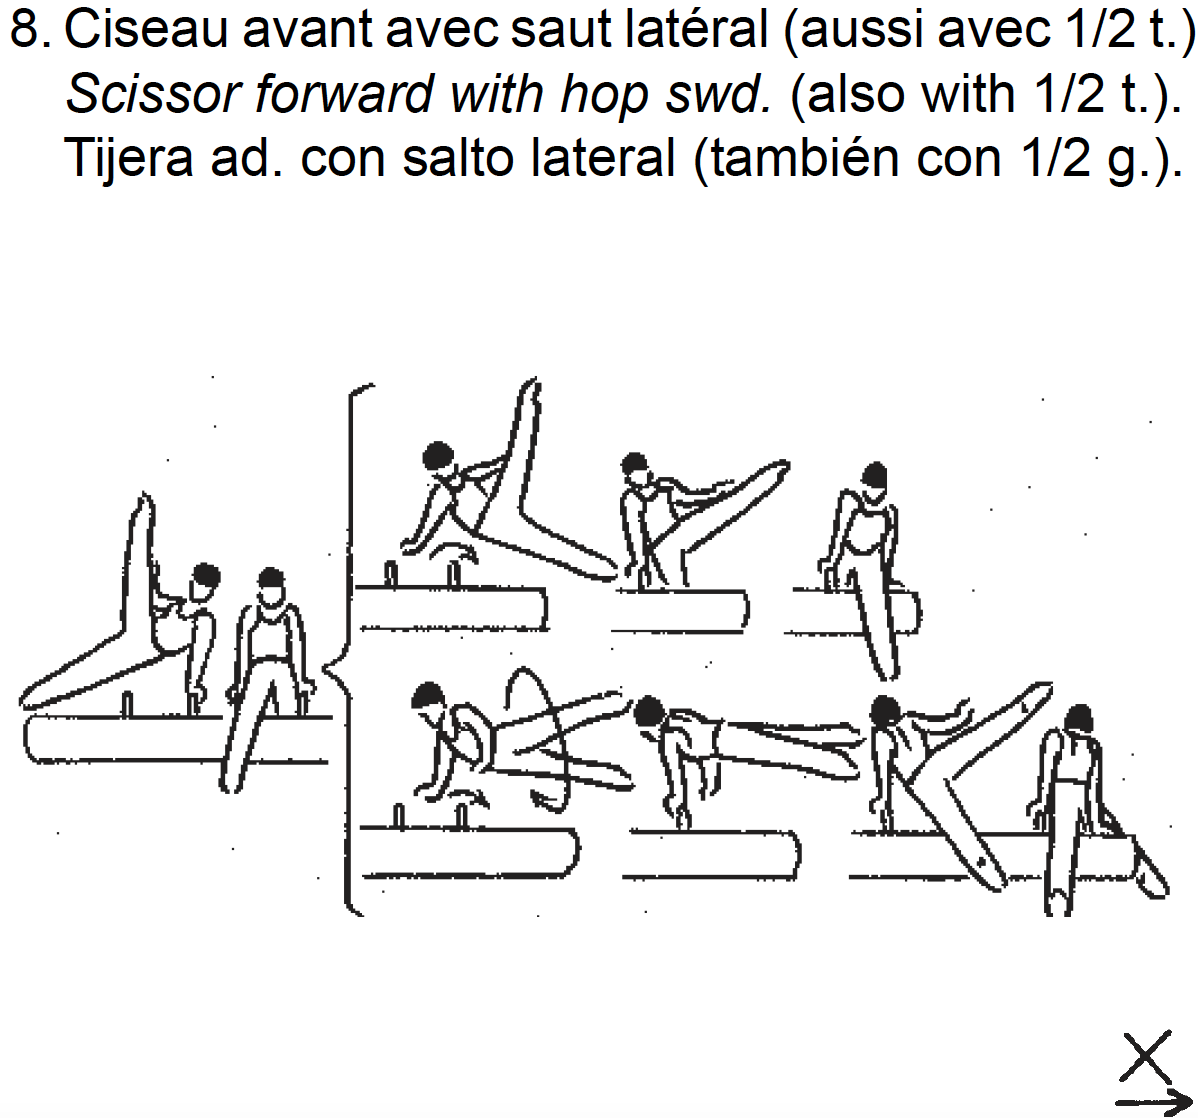 8. Ciseau avant avec saut latéral (aussi avec 1/2 t.)
Scissor forward with hop swd. (also with 1/2 t.).
Tijera ad. con salto lateral (también con 1/2 g.).